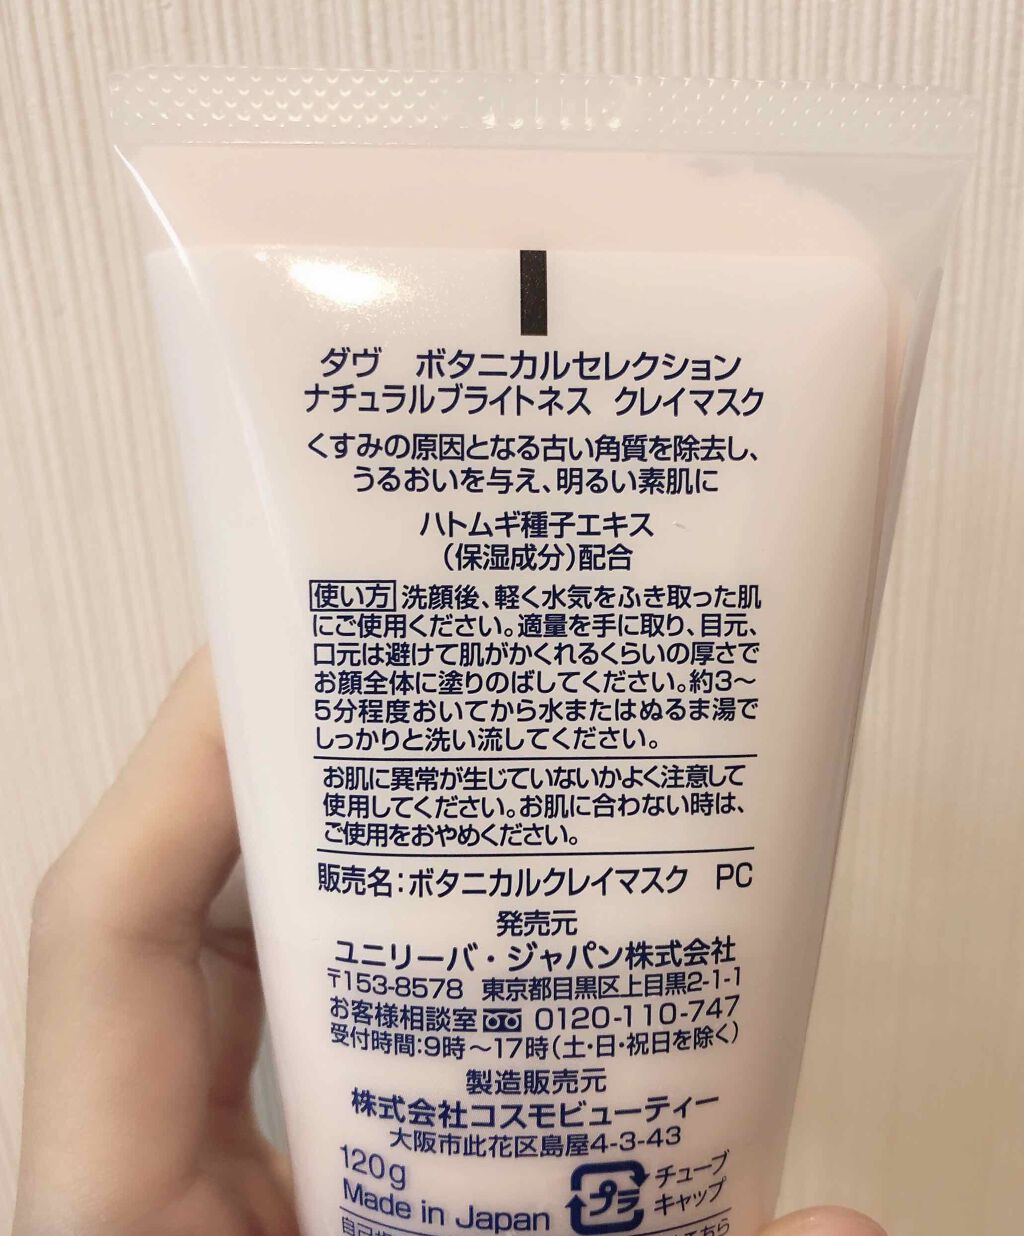 ダヴ ボタニカルセレクション
ナチュラルブライトネス クレイマスク
くすみの原因となる古い角質を除去し、
うるおいを与え、明るい素肌に
ハトムギ種子エキス
(保湿成分)配合
使い方 洗顔後、軽く水気をふき取った肌
にご使用ください。適量を手に取り、目元、
口元は避けて肌がかくれるくらいの厚さで
お顔全体に塗りのばしてください。約3〜
5分程度おいてから水またはぬるま湯で
しっかりと洗い流してください。
お肌に異常が生じていないかよく注意して
使用してください。お肌に合わない時は、
ご使用をおやめください。
販売名:ボタニカルクレイマスク PC
発売元
ユニリーバ・ジャパン株式会社
〒153-8578 東京都目黒区上目黒2-1-1
お客様相談室 0120-110-747
受付時間:9時〜17時(土・日・祝日を除く)
製造販売元
株式会社コスモビューティー
大阪市此花区島屋4-3-43
120g
Made in Japan
プラ
チューブ
キャップ